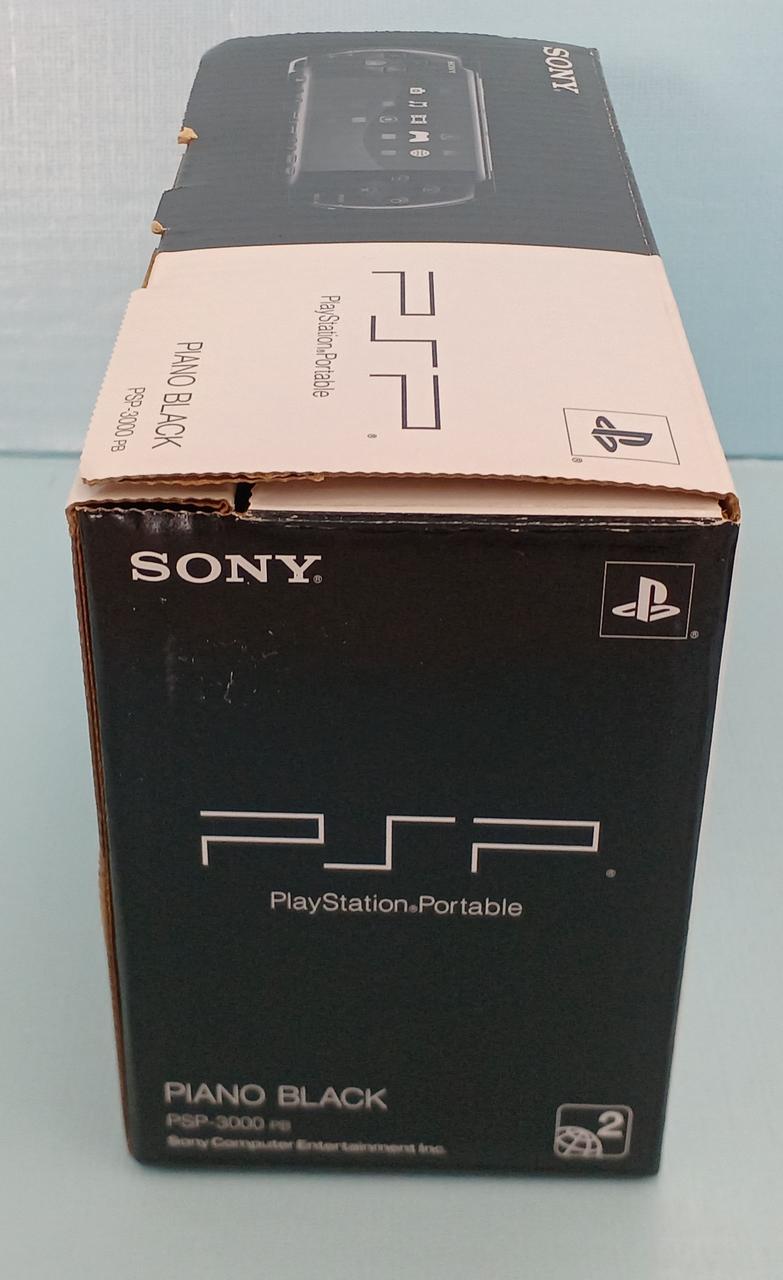 SONY
PSP®
PlayStation®Portable
PIANO BLACK
PSP-3000 PB
®
SONY®
®
PSP®
PlayStation®Portable
PIANO BLACK
PSP-3000 PB
Sony Computer Entertainment Inc.
2